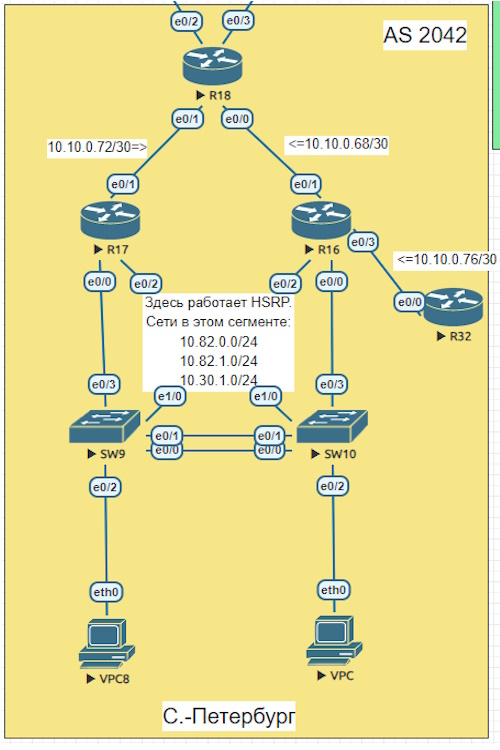 e0/2
e0/3
AS 2042
R18
e0/1
e0/0
10.10.0.72/30=>
<=10.10.0.68/30
e0/1
e0/1
R17
R16
e0/3
<=10.10.0.76/30
e0/0
e0/2
e0/2
e0/0
e0/0
R32
Здесь работает HSRP.
Сети в этом сегменте:
10.82.0.0/24
10.82.1.0/24
10.30.1.0/24
e0/3
e1/0
e1/0
e0/3
e0/1
e0/1
e0/0
e0/0
SW9
SW10
e0/2
e0/2
eth0
eth0
VPC8
VPC
С.-Петербург